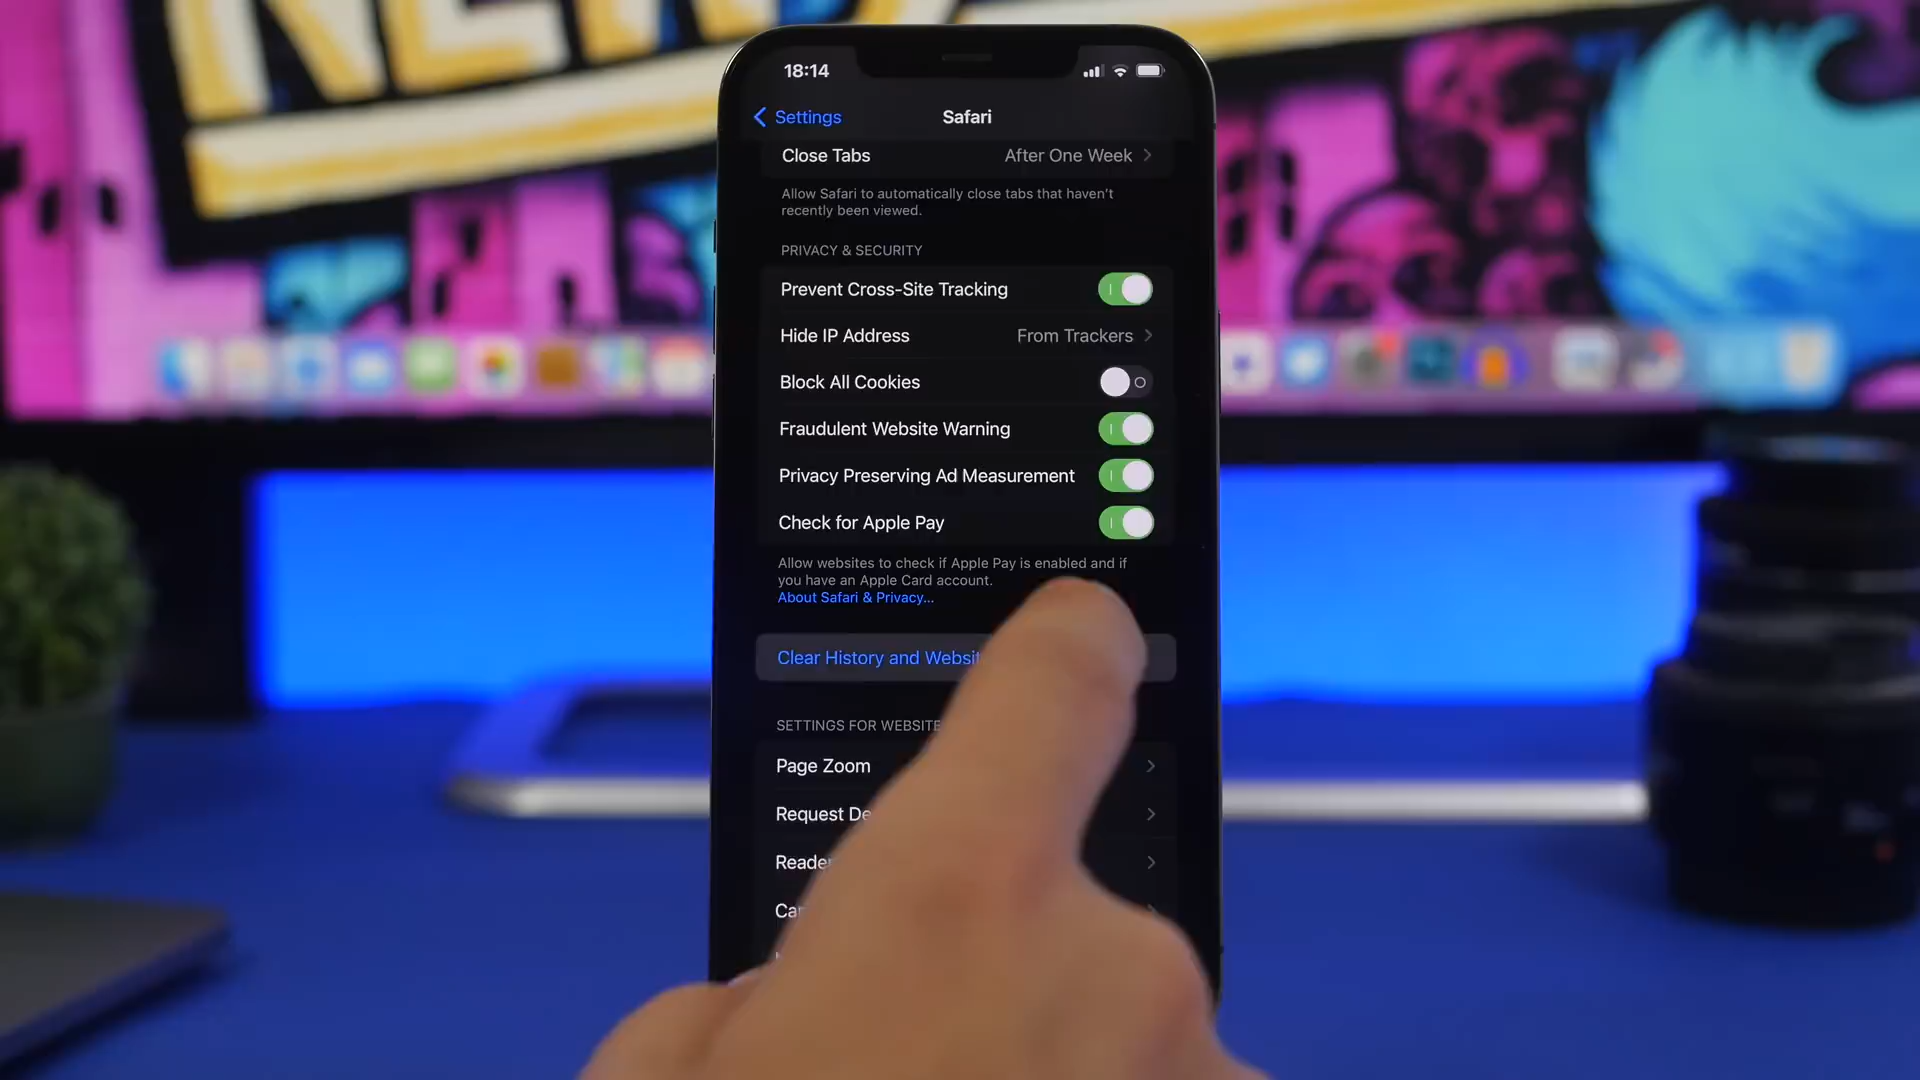 NEWS
18:14
Settings
Safari
Close Tabs
After One Week
Allow Safari to automatically close tabs that haven't
recently been viewed.
PRIVACY & SECURITY
Prevent Cross-Site Tracking
Hide IP Address
From Trackers
Block All Cookies
Fraudulent Website Warning
Privacy Preserving Ad Measurement
Check for Apple Pay
Allow websites to check if Apple Pay is enabled and if
you have an Apple Card account.
About Safari & Privacy...
Clear History and Websit
SETTINGS FOR WEBSITE
Page Zoom
Request De
Reader